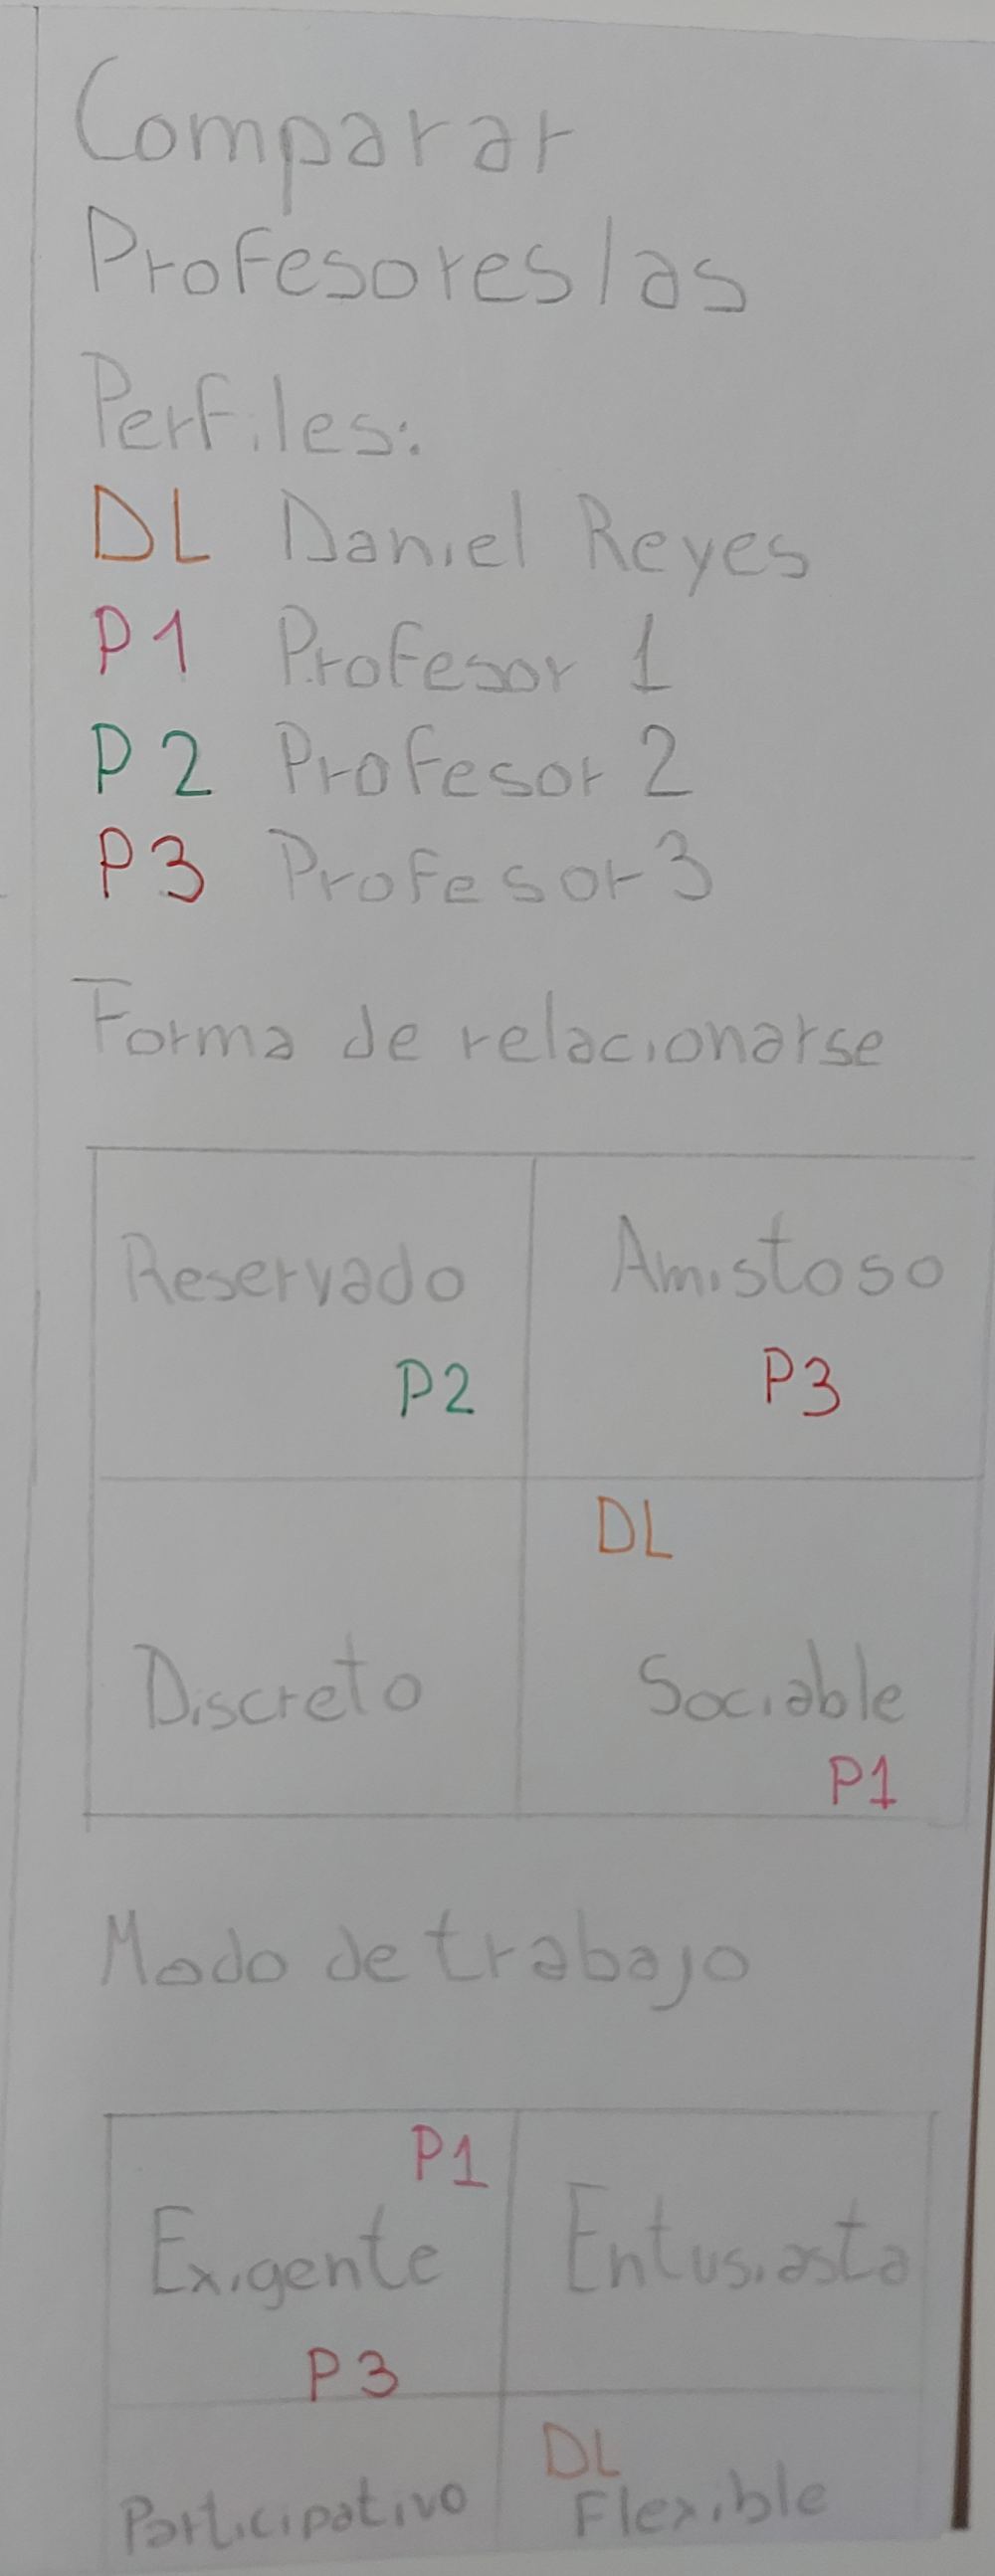 Comparar
Profesores/as
Perfiles:
DL Daniel Reyes
P1 Profesor 1
P2 Profesor 2
P3 Profesor 3
Forma de relacionarse
Reservado Amistoso
P2 P3
DL
Discreto Sociable
P1
Modo de trabajo
P1
Exigente Entusiasta
P3
DL
Participativo Flexible